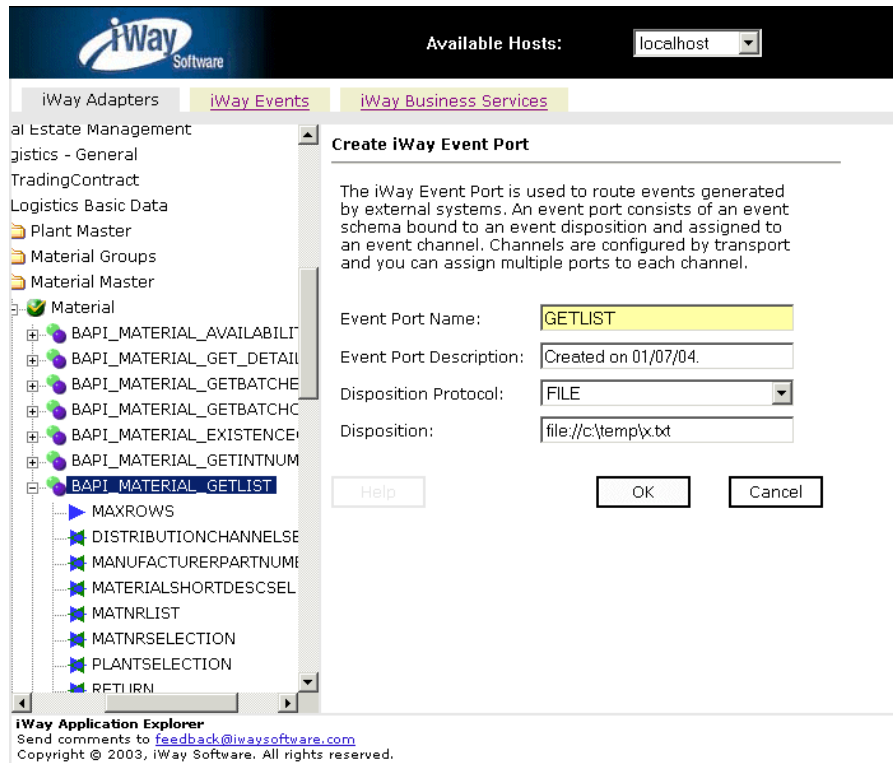 iWay
Software
Available Hosts:
localhost
iWay Adapters
iWay Events
iWay Business Services
al Estate Management
gistics - General
TradingContract
Logistics Basic Data
Plant Master
Material Groups
Material Master
Material
BAPI_MATERIAL_AVAILABILIT
BAPI_MATERIAL_GET_DETAIL
BAPI_MATERIAL_GETBATCHE
BAPI_MATERIAL_GETBATCHC
BAPI_MATERIAL_EXISTENCE
BAPI_MATERIAL_GETINTNUM
BAPI_MATERIAL_GETLIST
MAXROWS
DISTRIBUTIONCHANNELSE
MANUFACTURERPARTNUME
MATERIALSHORTDESCSEL
MATNRLIST
MATNRSELECTION
PLANTSELECTION
RETURN
Create iWay Event Port
The iWay Event Port is used to route events generated
by external systems. An event port consists of an event
schema bound to an event disposition and assigned to
an event channel. Channels are configured by transport
and you can assign multiple ports to each channel.
Event Port Name:
GETLIST
Event Port Description:
Created on 01/07/04.
Disposition Protocol:
FILE
Disposition:
file://c:\temp\x.txt
Help
OK
Cancel
iWay Application Explorer
Send comments to feedback@iwaysoftware.com
Copyright © 2003, iWay Software. All rights reserved.